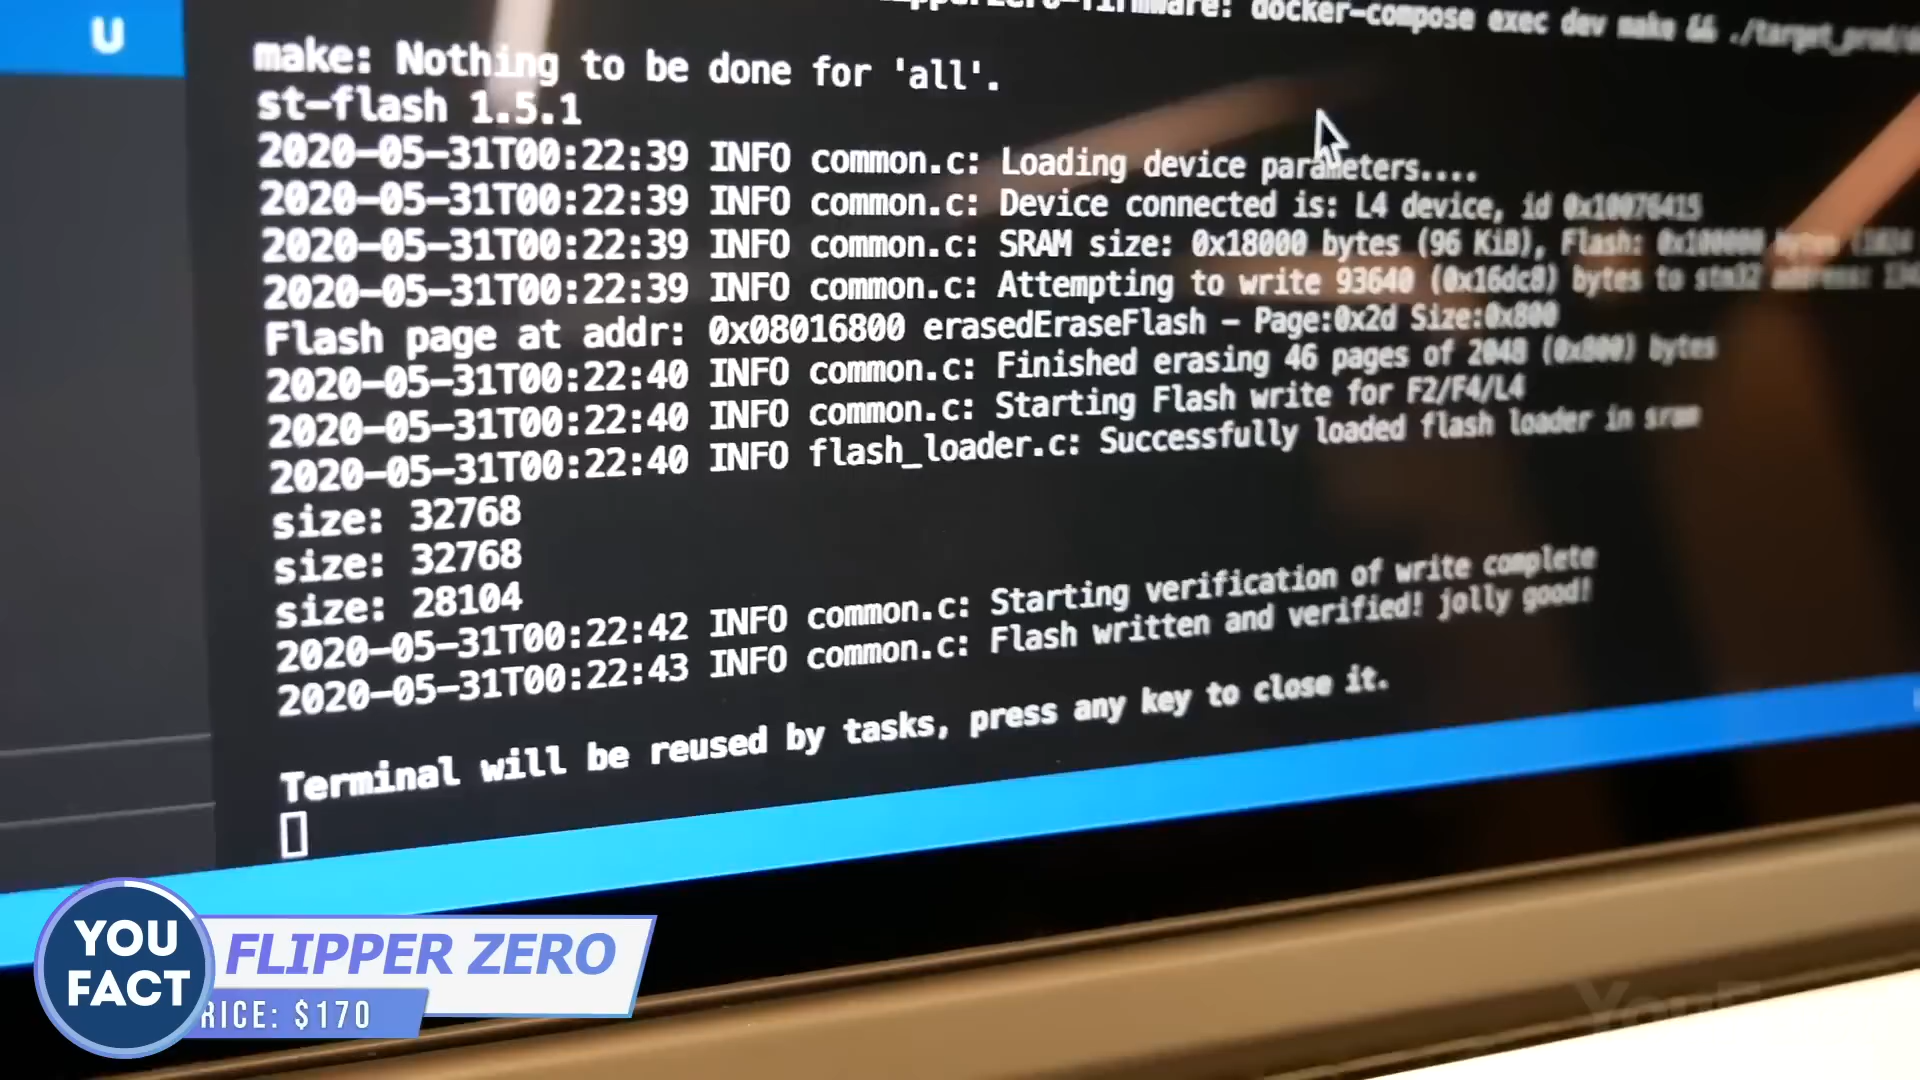 U
docker-compose exec dev make && ./target_prod/
make: Nothing to be done for 'all'.
st-flash 1.5.1
2020-05-31T00:22:39 INFO common.c: Loading device parameters....
2020-05-31T00:22:39 INFO common.c: Device connected is: L4 device, id 0x10076415
2020-05-31T00:22:39 INFO common.c: SRAM size: 0x18000 bytes (96 KiB), Flash: 0x100000 bytes (1024
2020-05-31T00:22:39 INFO common.c: Attempting to write 93640 (0x16dc8) bytes to stm32 address: 134
Flash page at addr: 0x08016800 erasedEraseFlash - Page:0x2d Size:0x800
2020-05-31T00:22:40 INFO common.c: Finished erasing 46 pages of 2048 (0x800) bytes
2020-05-31T00:22:40 INFO common.c: Starting Flash write for F2/F4/L4
2020-05-31T00:22:40 INFO flash_loader.c: Successfully loaded flash loader in sram
size: 32768
size: 32768
size: 28104
2020-05-31T00:22:42 INFO common.c: Starting verification of write complete
2020-05-31T00:22:43 INFO common.c: Flash written and verified! jolly good!
Terminal will be reused by tasks, press any key to close it.
YOU
FACT
FLIPPER ZERO
RICE: $170